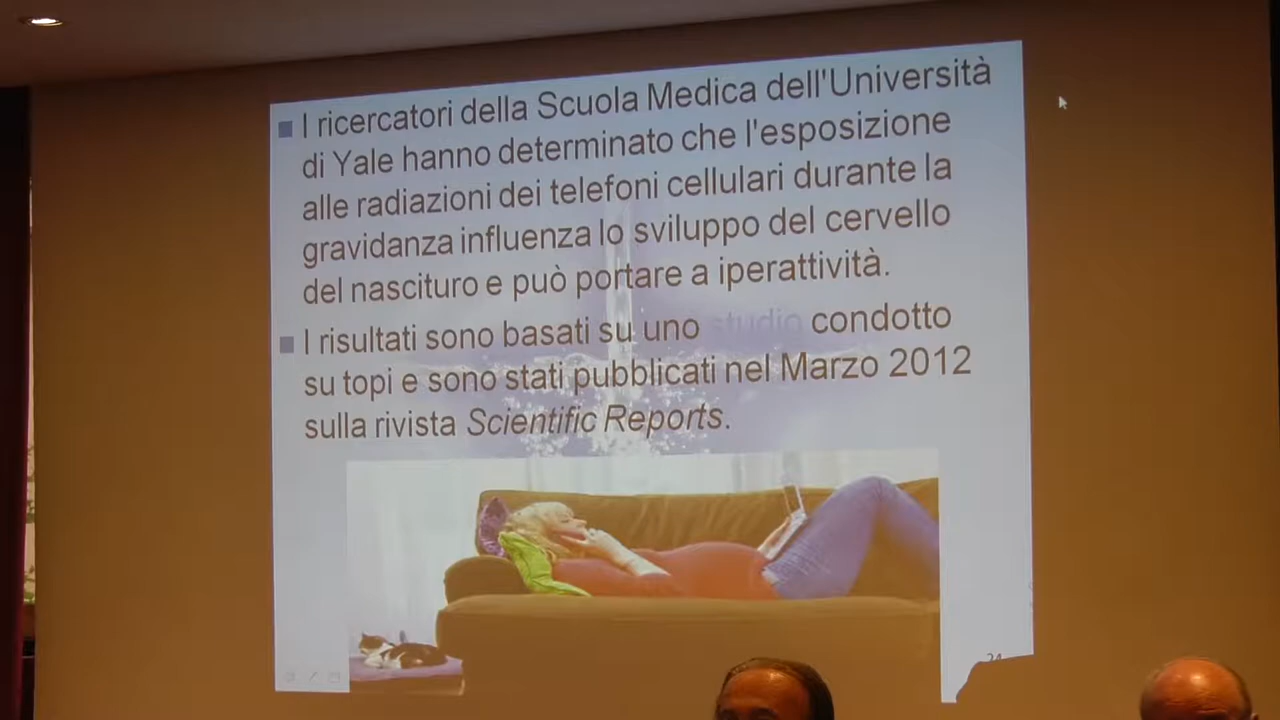 I ricercatori della Scuola Medica dell'Università
di Yale hanno determinato che l'esposizione
alle radiazioni dei telefoni cellulari durante la
gravidanza influenza lo sviluppo del cervello
del nascituro e può portare a iperattività.
I risultati sono basati su uno studio condotto
su topi e sono stati pubblicati nel Marzo 2012
sulla rivista Scientific Reports.